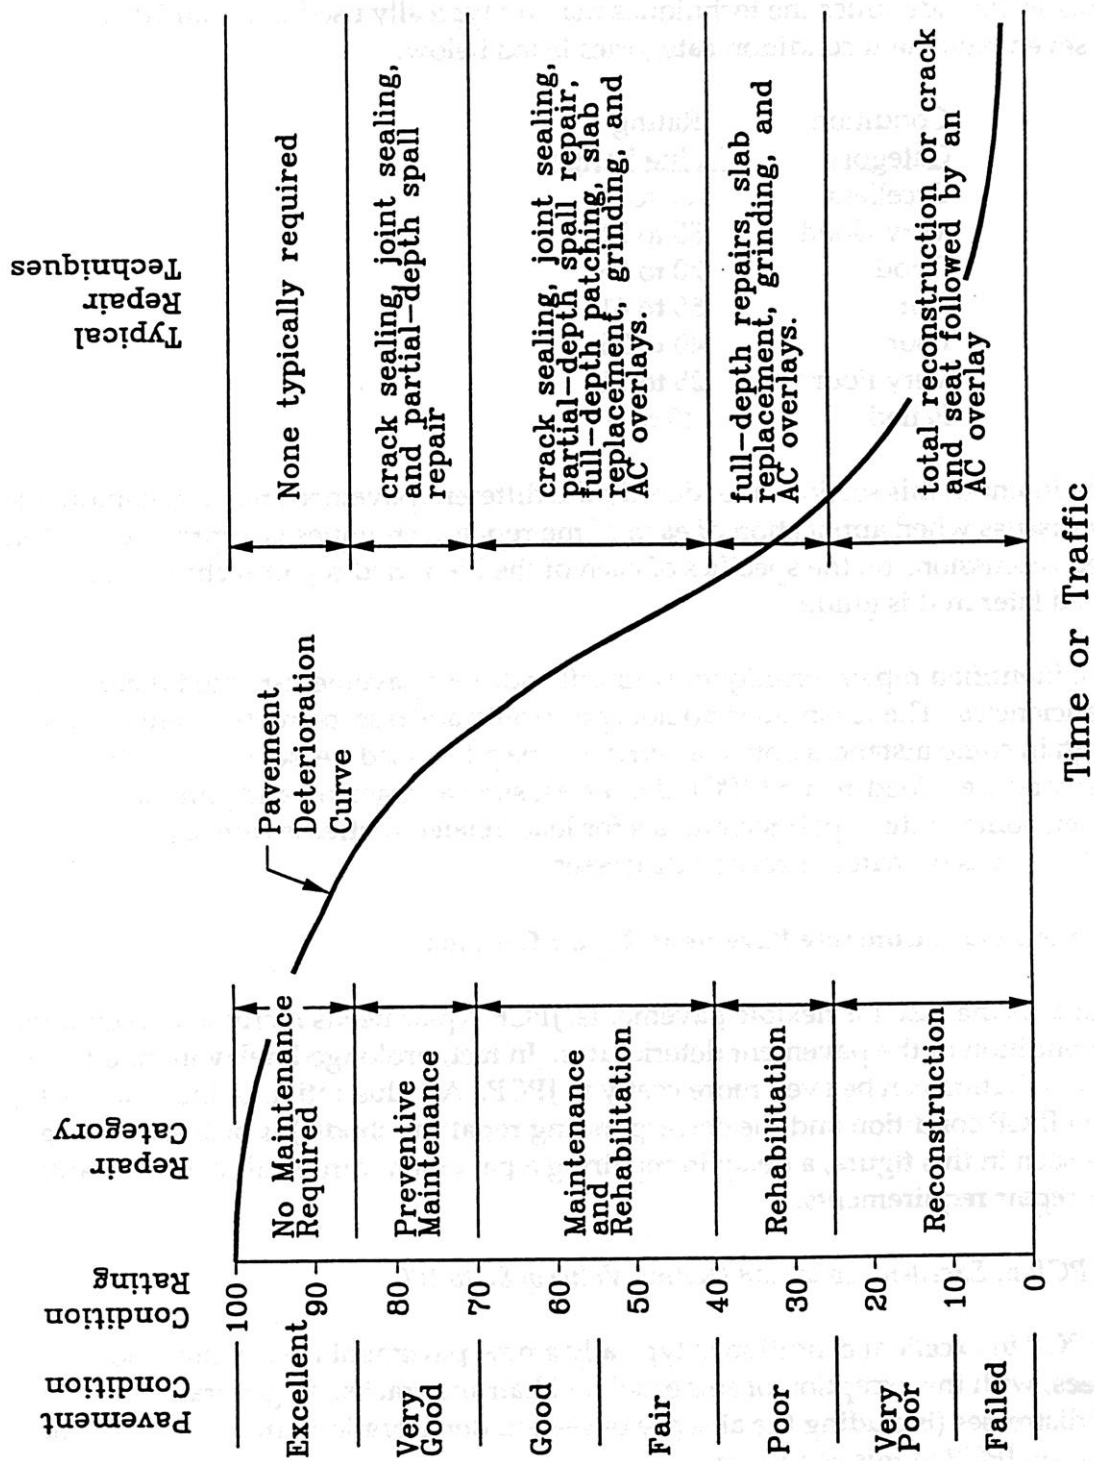 Pavement
Condition
Condition
Rating
Repair
Category
Typical
Repair
Techniques
Excellent
Very
Good
Good
Fair
Poor
Very
Poor
Failed
100
90
80
70
60
50
40
30
20
10
0
No Maintenance
Required
Preventive
Maintenance
Maintenance
and
Rehabilitation
Rehabilitation
Reconstruction
Pavement
Deterioration
Curve
None typically required
crack sealing, joint sealing,
and partial-depth spall
repair
crack sealing, joint sealing,
partial-depth spall repair,
full-depth patching, slab
replacement, grinding, and
AC overlays.
full-depth repairs, slab
replacement, grinding, and
AC overlays.
total reconstruction or crack
and seat followed by an
AC overlay
Time or Traffic